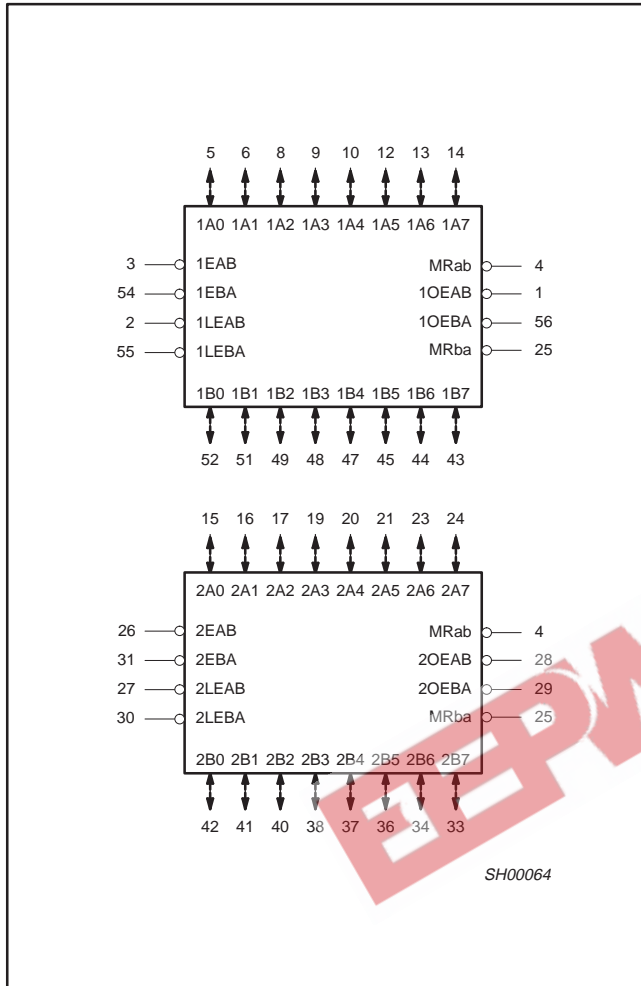 5 6 8 9 10 12 13 14
1A0 1A1 1A2 1A3 1A4 1A5 1A6 1A7
3 1EAB MRab 4
54 1EBA 1OEAB 1
2 1LEAB 1OEBA 56
55 1LEBA MRba 25
1B0 1B1 1B2 1B3 1B4 1B5 1B6 1B7
52 51 49 48 47 45 44 43
15 16 17 19 20 21 23 24
2A0 2A1 2A2 2A3 2A4 2A5 2A6 2A7
26 2EAB MRab 4
31 2EBA 2OEAB 28
27 2LEAB 2OEBA 29
30 2LEBA MRba 25
2B0 2B1 2B2 2B3 2B4 2B5 2B6 2B7
42 41 40 38 37 36 34 33
SH00064
EEPW